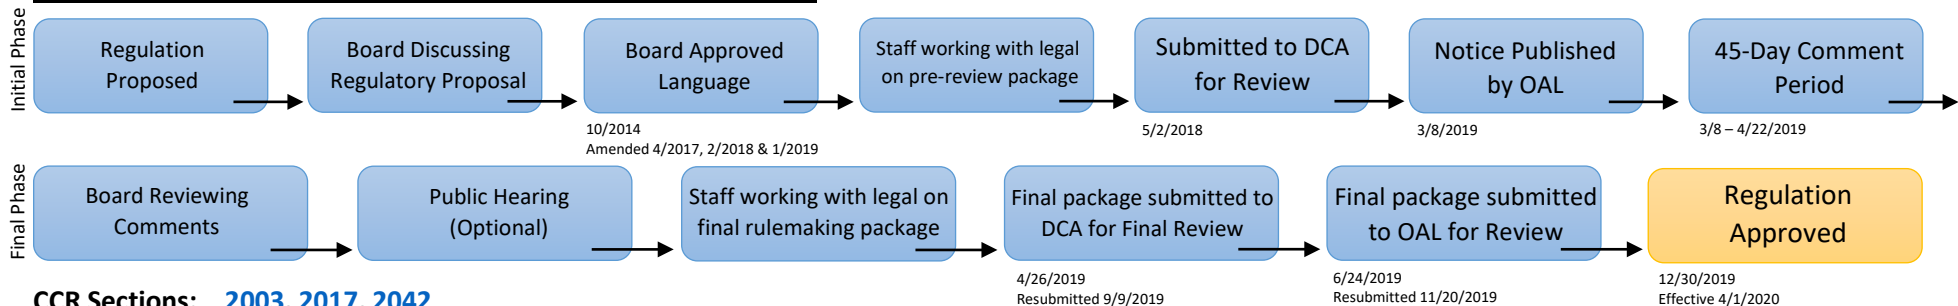 Initial Phase
Regulation
Proposed
Board Discussing
Regulatory Proposal
Board Approved
Language
10/2014
Amended 4/2017, 2/2018 & 1/2019
Staff working with legal
on pre-review package
Submitted to DCA
for Review
5/2/2018
Notice Published
by OAL
3/8/2019
45-Day Comment
Period
3/8 – 4/22/2019
Final Phase
Board Reviewing
Comments
Public Hearing
(Optional)
Staff working with legal on
final rulemaking package
Final package submitted to
DCA for Final Review
4/26/2019
Resubmitted 9/9/2019
Final package submitted
to OAL for Review
6/24/2019
Resubmitted 11/20/2019
Regulation
Approved
12/30/2019
Effective 4/1/2020
CCR Sections: 2003, 2017, 2042